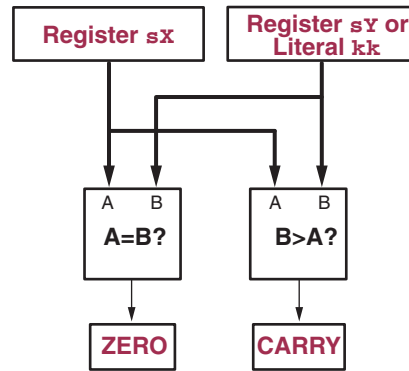 Register sX
Register sY or
Literal kk
A B
A=B?
A B
B>A?
ZERO
CARRY